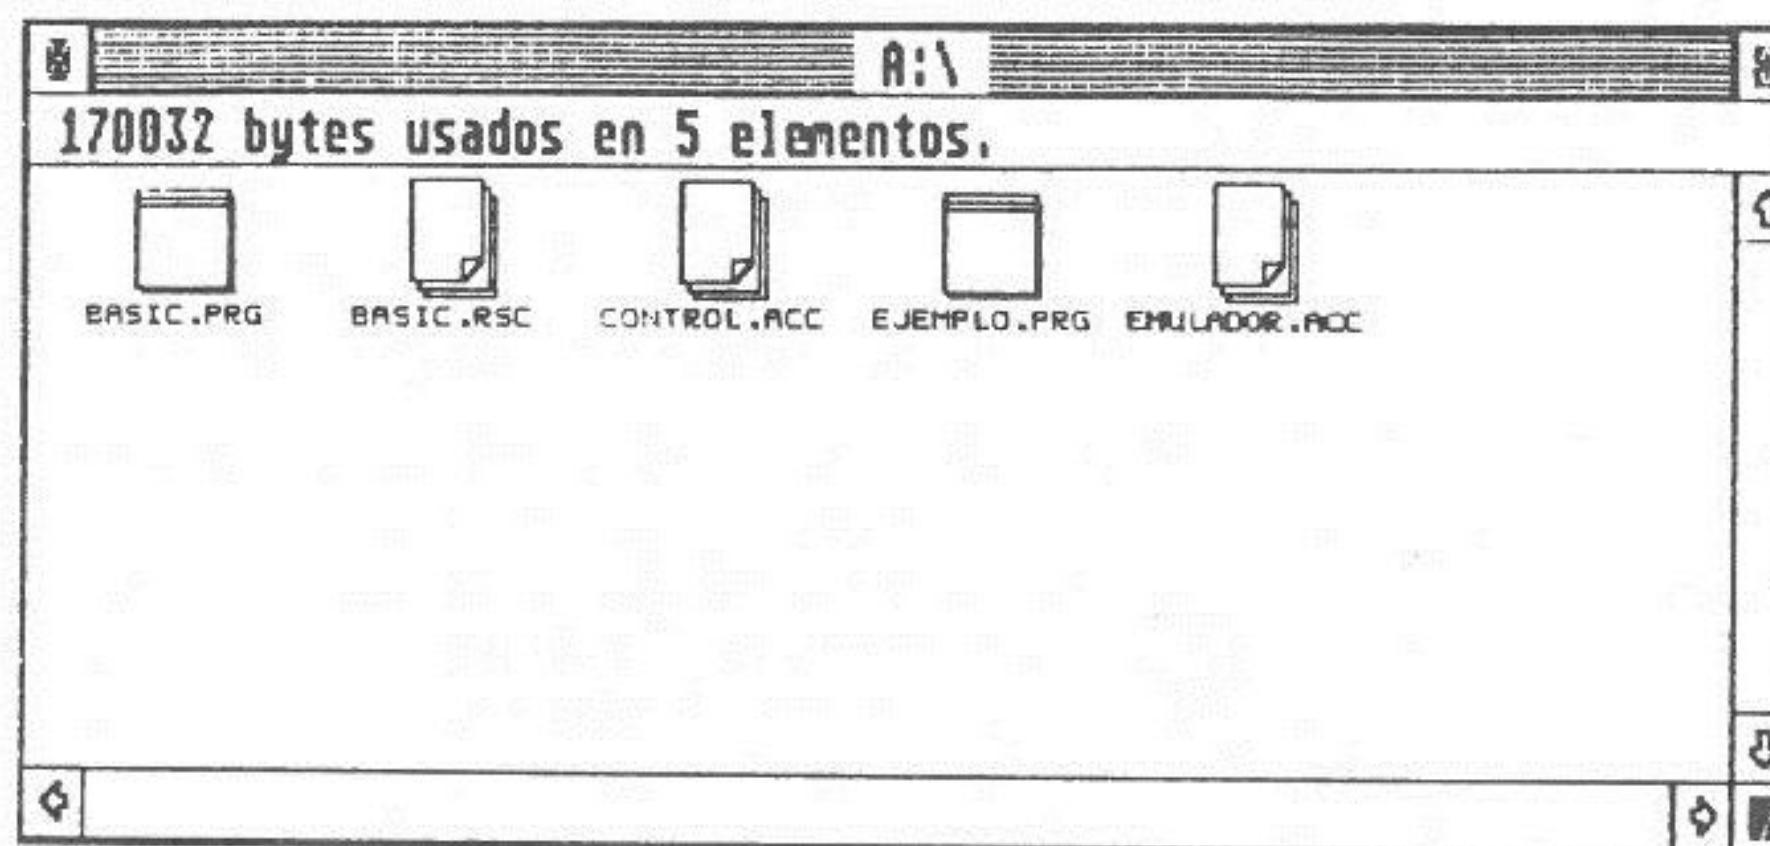 A:\
170032 bytes usados en 5 elementos.
BASIC.PRG BASIC.RSC CONTROL.ACC EJEMPLO.PRG EMULADOR.ACC